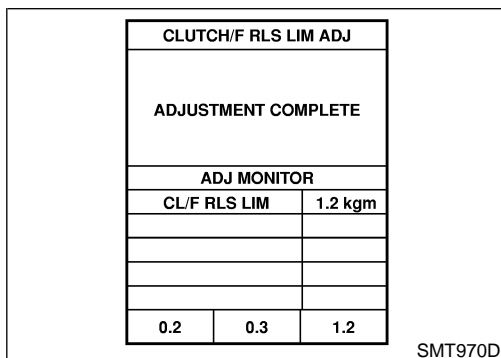 CLUTCH/F RLS LIM ADJ
ADJUSTMENT COMPLETE
ADJ MONITOR
CL/F RLS LIM 1.2 kgm
0.2 0.3 1.2
SMT970D